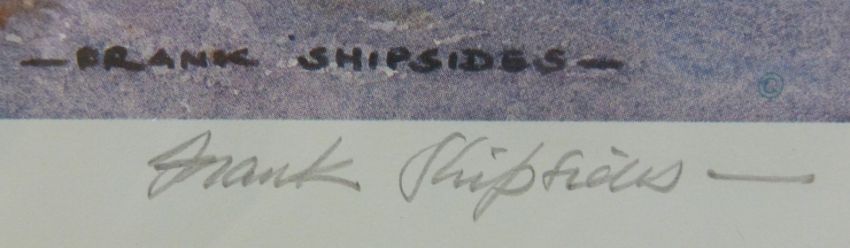 — FRANK SHIPSIDES —
©
Frank Shipsides —